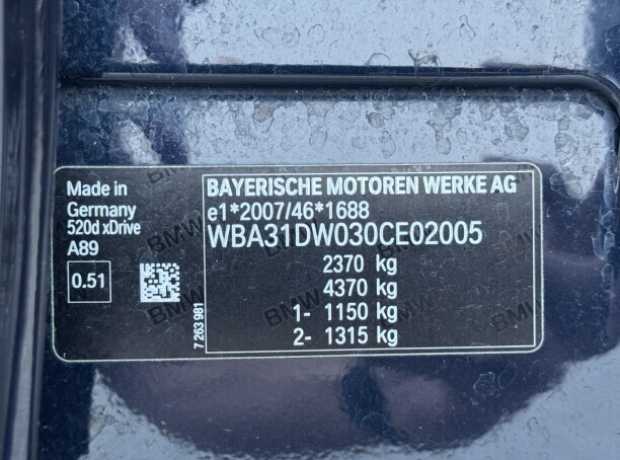 Made in
Germany
520d xDrive
A89
0.51
7 263 981
BAYERISCHE MOTOREN WERKE AG
e1*2007/46*1688
WBA31DW030CE02005
2370 kg
4370 kg
1- 1150 kg
2- 1315 kg